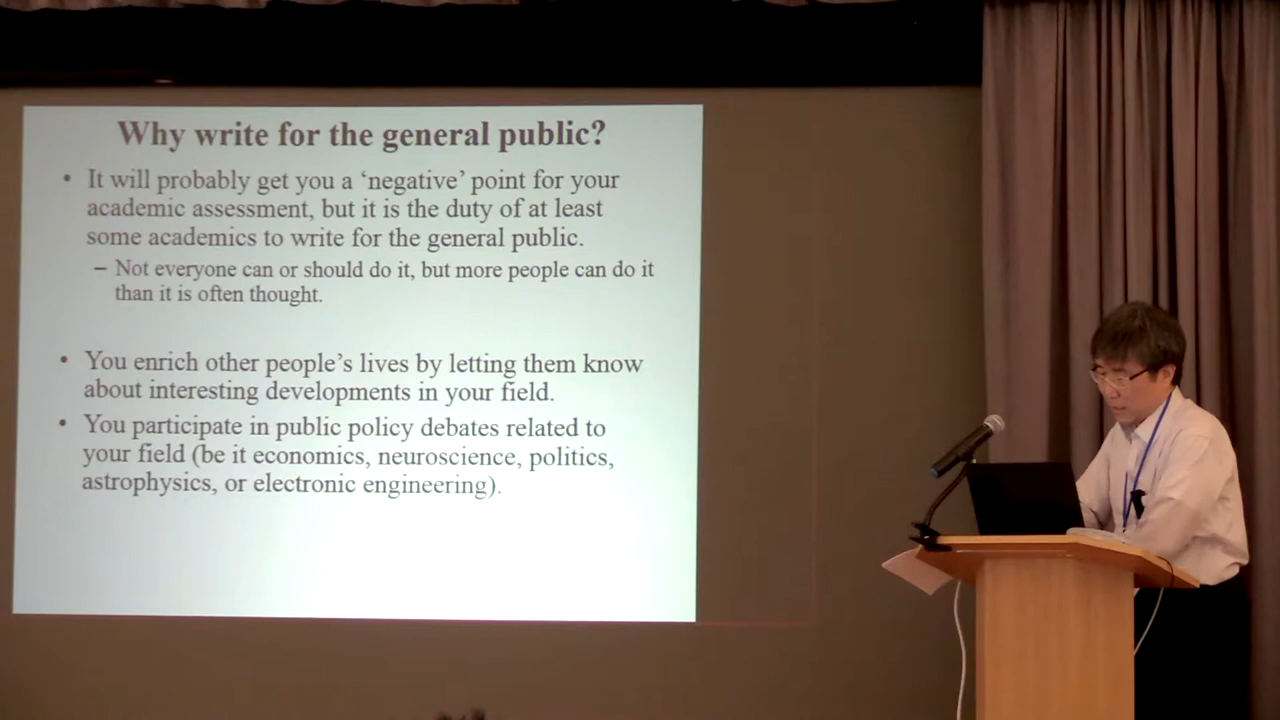 Why write for the general public?
• It will probably get you a ‘negative’ point for your
academic assessment, but it is the duty of at least
some academics to write for the general public.
– Not everyone can or should do it, but more people can do it
than it is often thought.
• You enrich other people’s lives by letting them know
about interesting developments in your field.
• You participate in public policy debates related to
your field (be it economics, neuroscience, politics,
astrophysics, or electronic engineering).